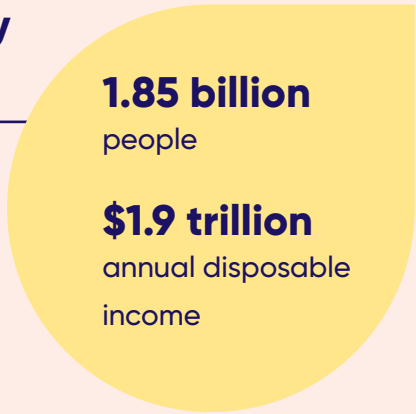 y
1.85 billion
people
$1.9 trillion
annual disposable
income